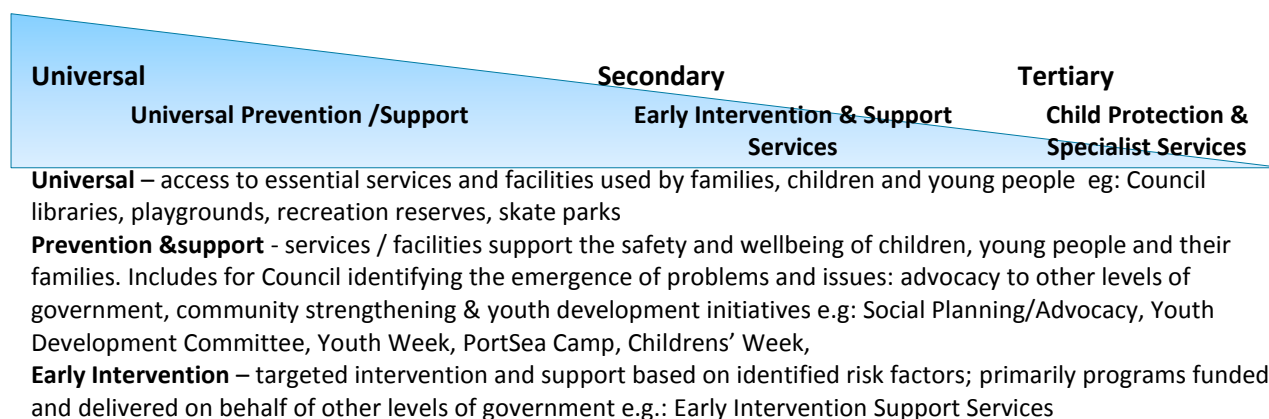 Universal Secondary Tertiary
Universal Prevention /Support Early Intervention & Support Child Protection &
Services Specialist Services
Universal – access to essential services and facilities used by families, children and young people  eg: Council
libraries, playgrounds, recreation reserves, skate parks
Prevention &support - services / facilities support the safety and wellbeing of children, young people and their
families. Includes for Council identifying the emergence of problems and issues: advocacy to other levels of
government, community strengthening & youth development initiatives e.g: Social Planning/Advocacy, Youth
Development Committee, Youth Week, PortSea Camp, Childrens’ Week,
Early Intervention – targeted intervention and support based on identified risk factors; primarily programs funded
and delivered on behalf of other levels of government e.g.: Early Intervention Support Services